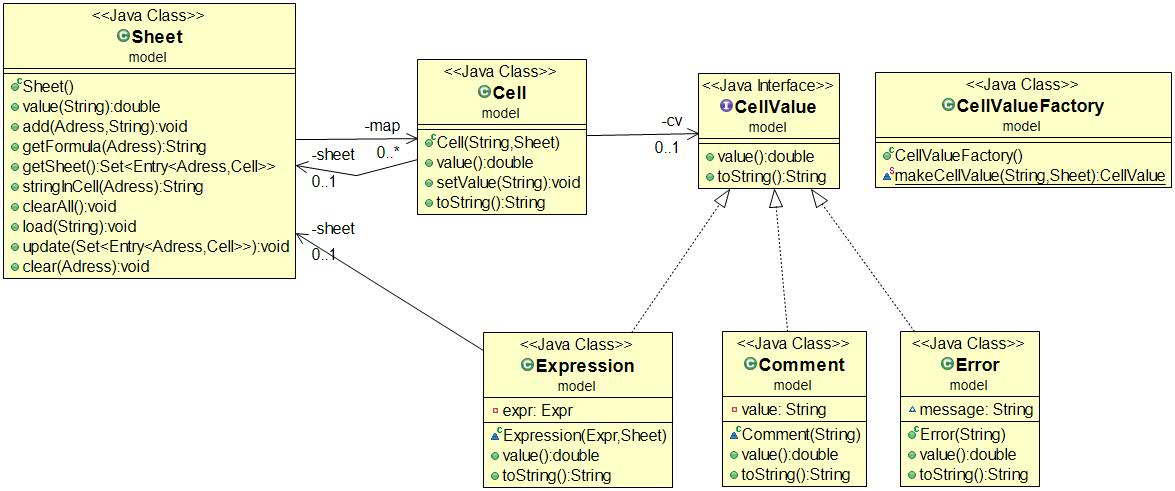 <<Java Class>>
Sheet
model
Sheet()
value(String):double
add(Adress,String):void
getFormula(Adress):String
getSheet():Set<Entry<Adress,Cell>>
stringInCell(Adress):String
clearAll():void
load(String):void
update(Set<Entry<Adress,Cell>>):void
clear(Adress):void
-map
0..*
-sheet
0..1
<<Java Class>>
Cell
model
Cell(String,Sheet)
value():double
setValue(String):void
toString():String
-cv
0..1
<<Java Interface>>
CellValue
model
value():double
toString():String
<<Java Class>>
CellValueFactory
model
CellValueFactory()
makeCellValue(String,Sheet):CellValue
-sheet
0..1
<<Java Class>>
Expression
model
expr: Expr
Expression(Expr,Sheet)
value():double
toString():String
<<Java Class>>
Comment
model
value: String
Comment(String)
value():double
toString():String
<<Java Class>>
Error
model
message: String
Error(String)
value():double
toString():String